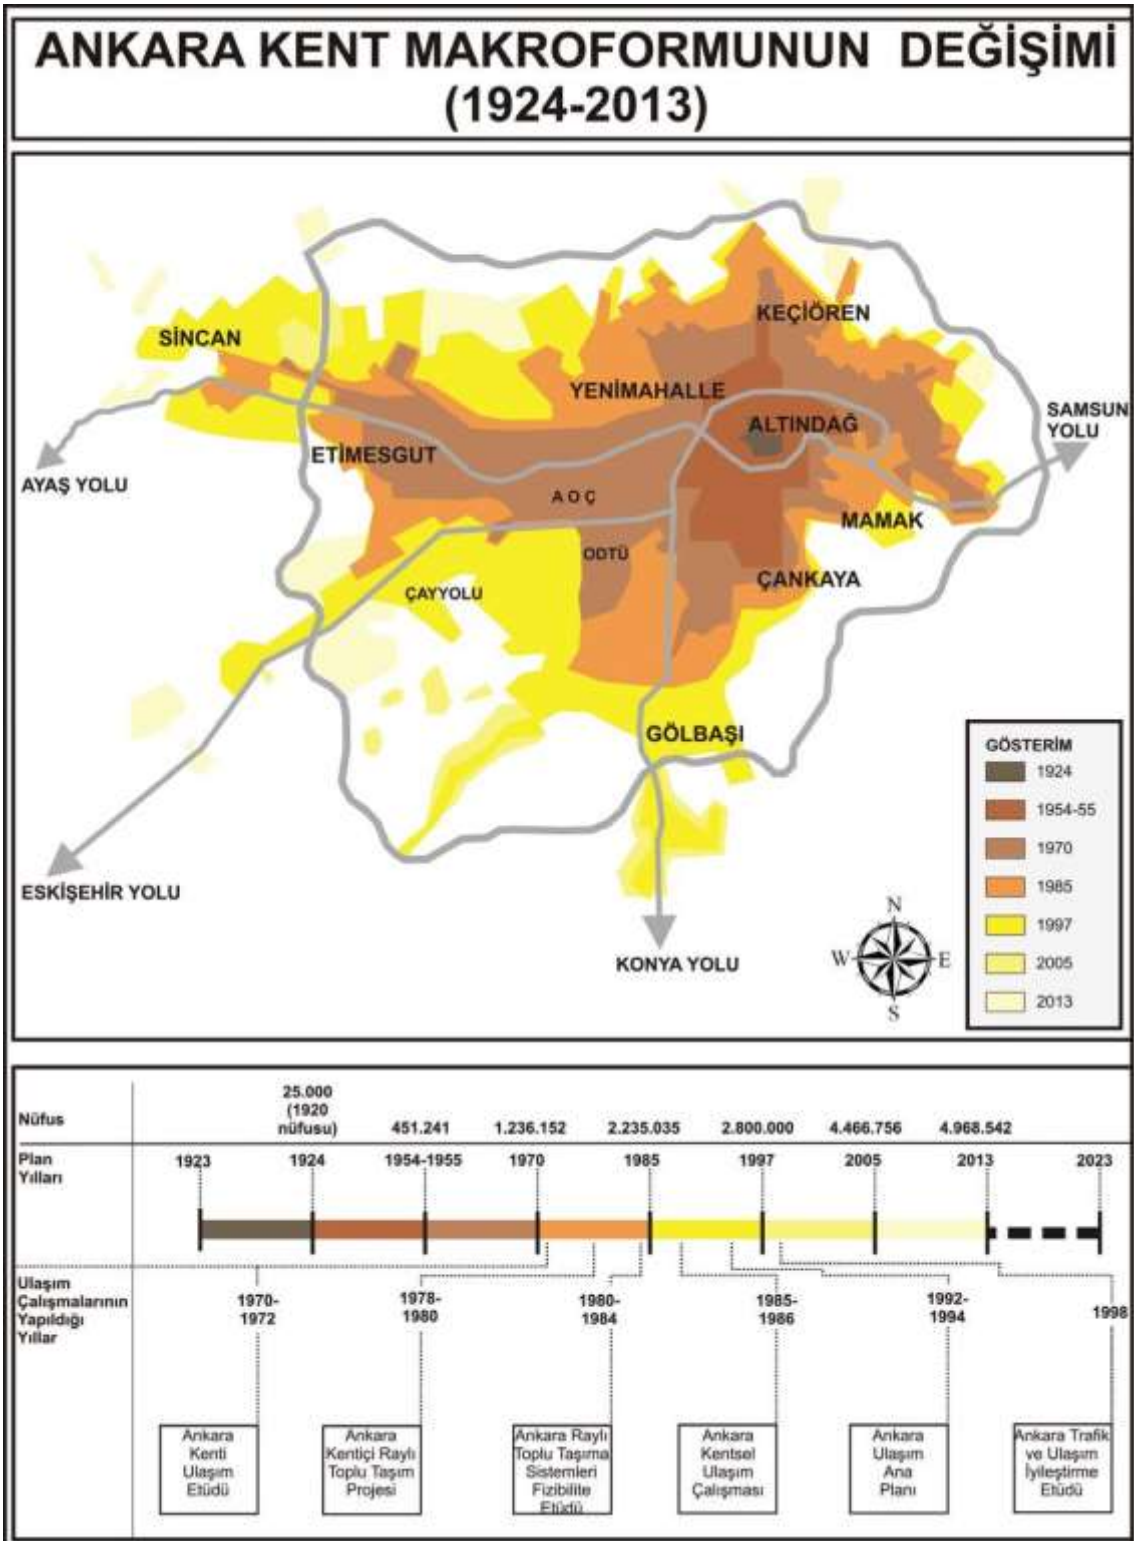 ANKARA KENT MAKROFORMUNUN DEĞİŞİMİ
(1924-2013)
KEÇİÖREN
SİNCAN
YENİMAHALLE
SAMSUN
YOLU
ALTINDAĞ
ETİMESGUT
AYAŞ YOLU
A O Ç
MAMAK
ODTÜ
ÇANKAYA
ÇAYYOLU
GÖLBAŞI
ESKİŞEHİR YOLU
KONYA YOLU
N
W
E
S
GÖSTERİM
1924
1954-55
1970
1985
1997
2005
2013
Nüfus
25.000
(1920
nüfusu)
451.241
1.236.152
2.235.035
2.800.000
4.466.756
4.968.542
Plan
Yılları
1923
1924
1954-1955
1970
1985
1997
2005
2013
2023
Ulaşım
Çalışmalarının
Yapıldığı
Yıllar
1970-
1972
1978-
1980
1980-
1984
1985-
1986
1992-
1994
1998
Ankara
Kenti
Ulaşım
Etüdü
Ankara
Kentiçi Raylı
Toplu Taşım
Projesi
Ankara Raylı
Toplu Taşıma
Sistemleri
Fizibilite
Etüdü
Ankara
Kentsel
Ulaşım
Çalışması
Ankara
Ulaşım
Ana
Planı
Ankara Trafik
ve Ulaşım
İyileştirme
Etüdü